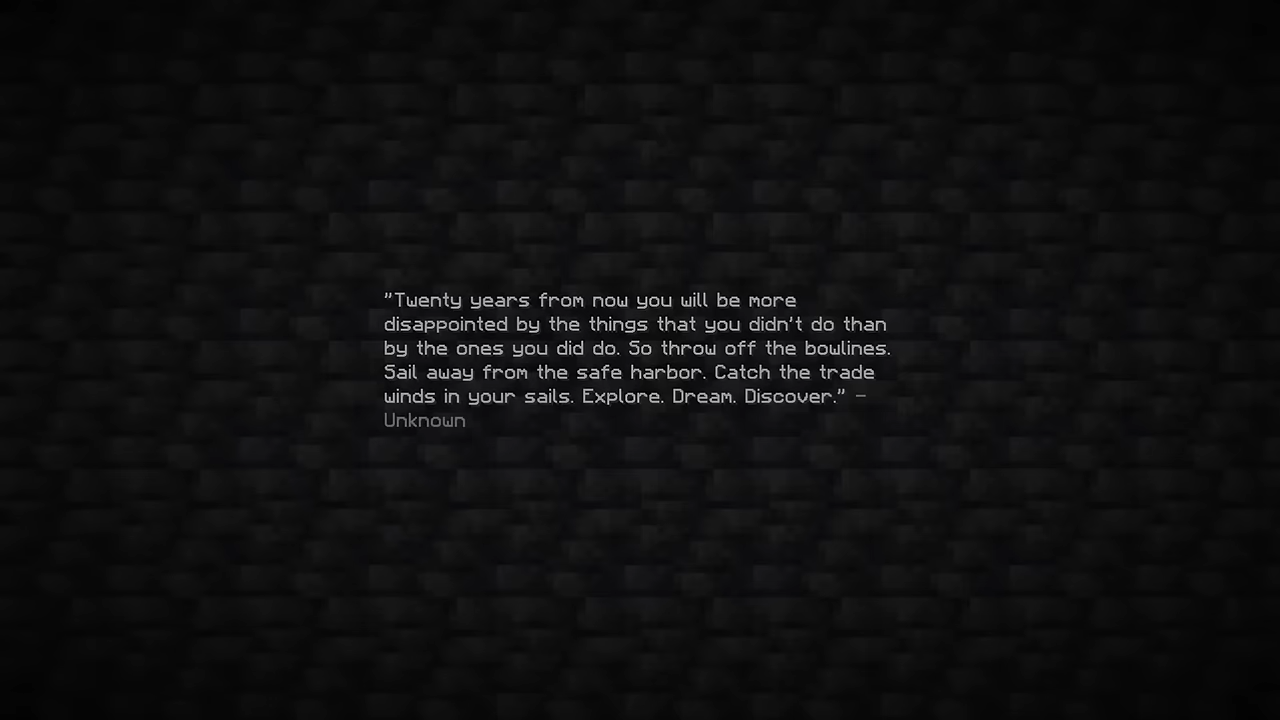 "Twenty years from now you will be more
disappointed by the things that you didn't do than
by the ones you did do. So throw off the bowlines.
Sail away from the safe harbor. Catch the trade
winds in your sails. Explore. Dream. Discover." –
Unknown